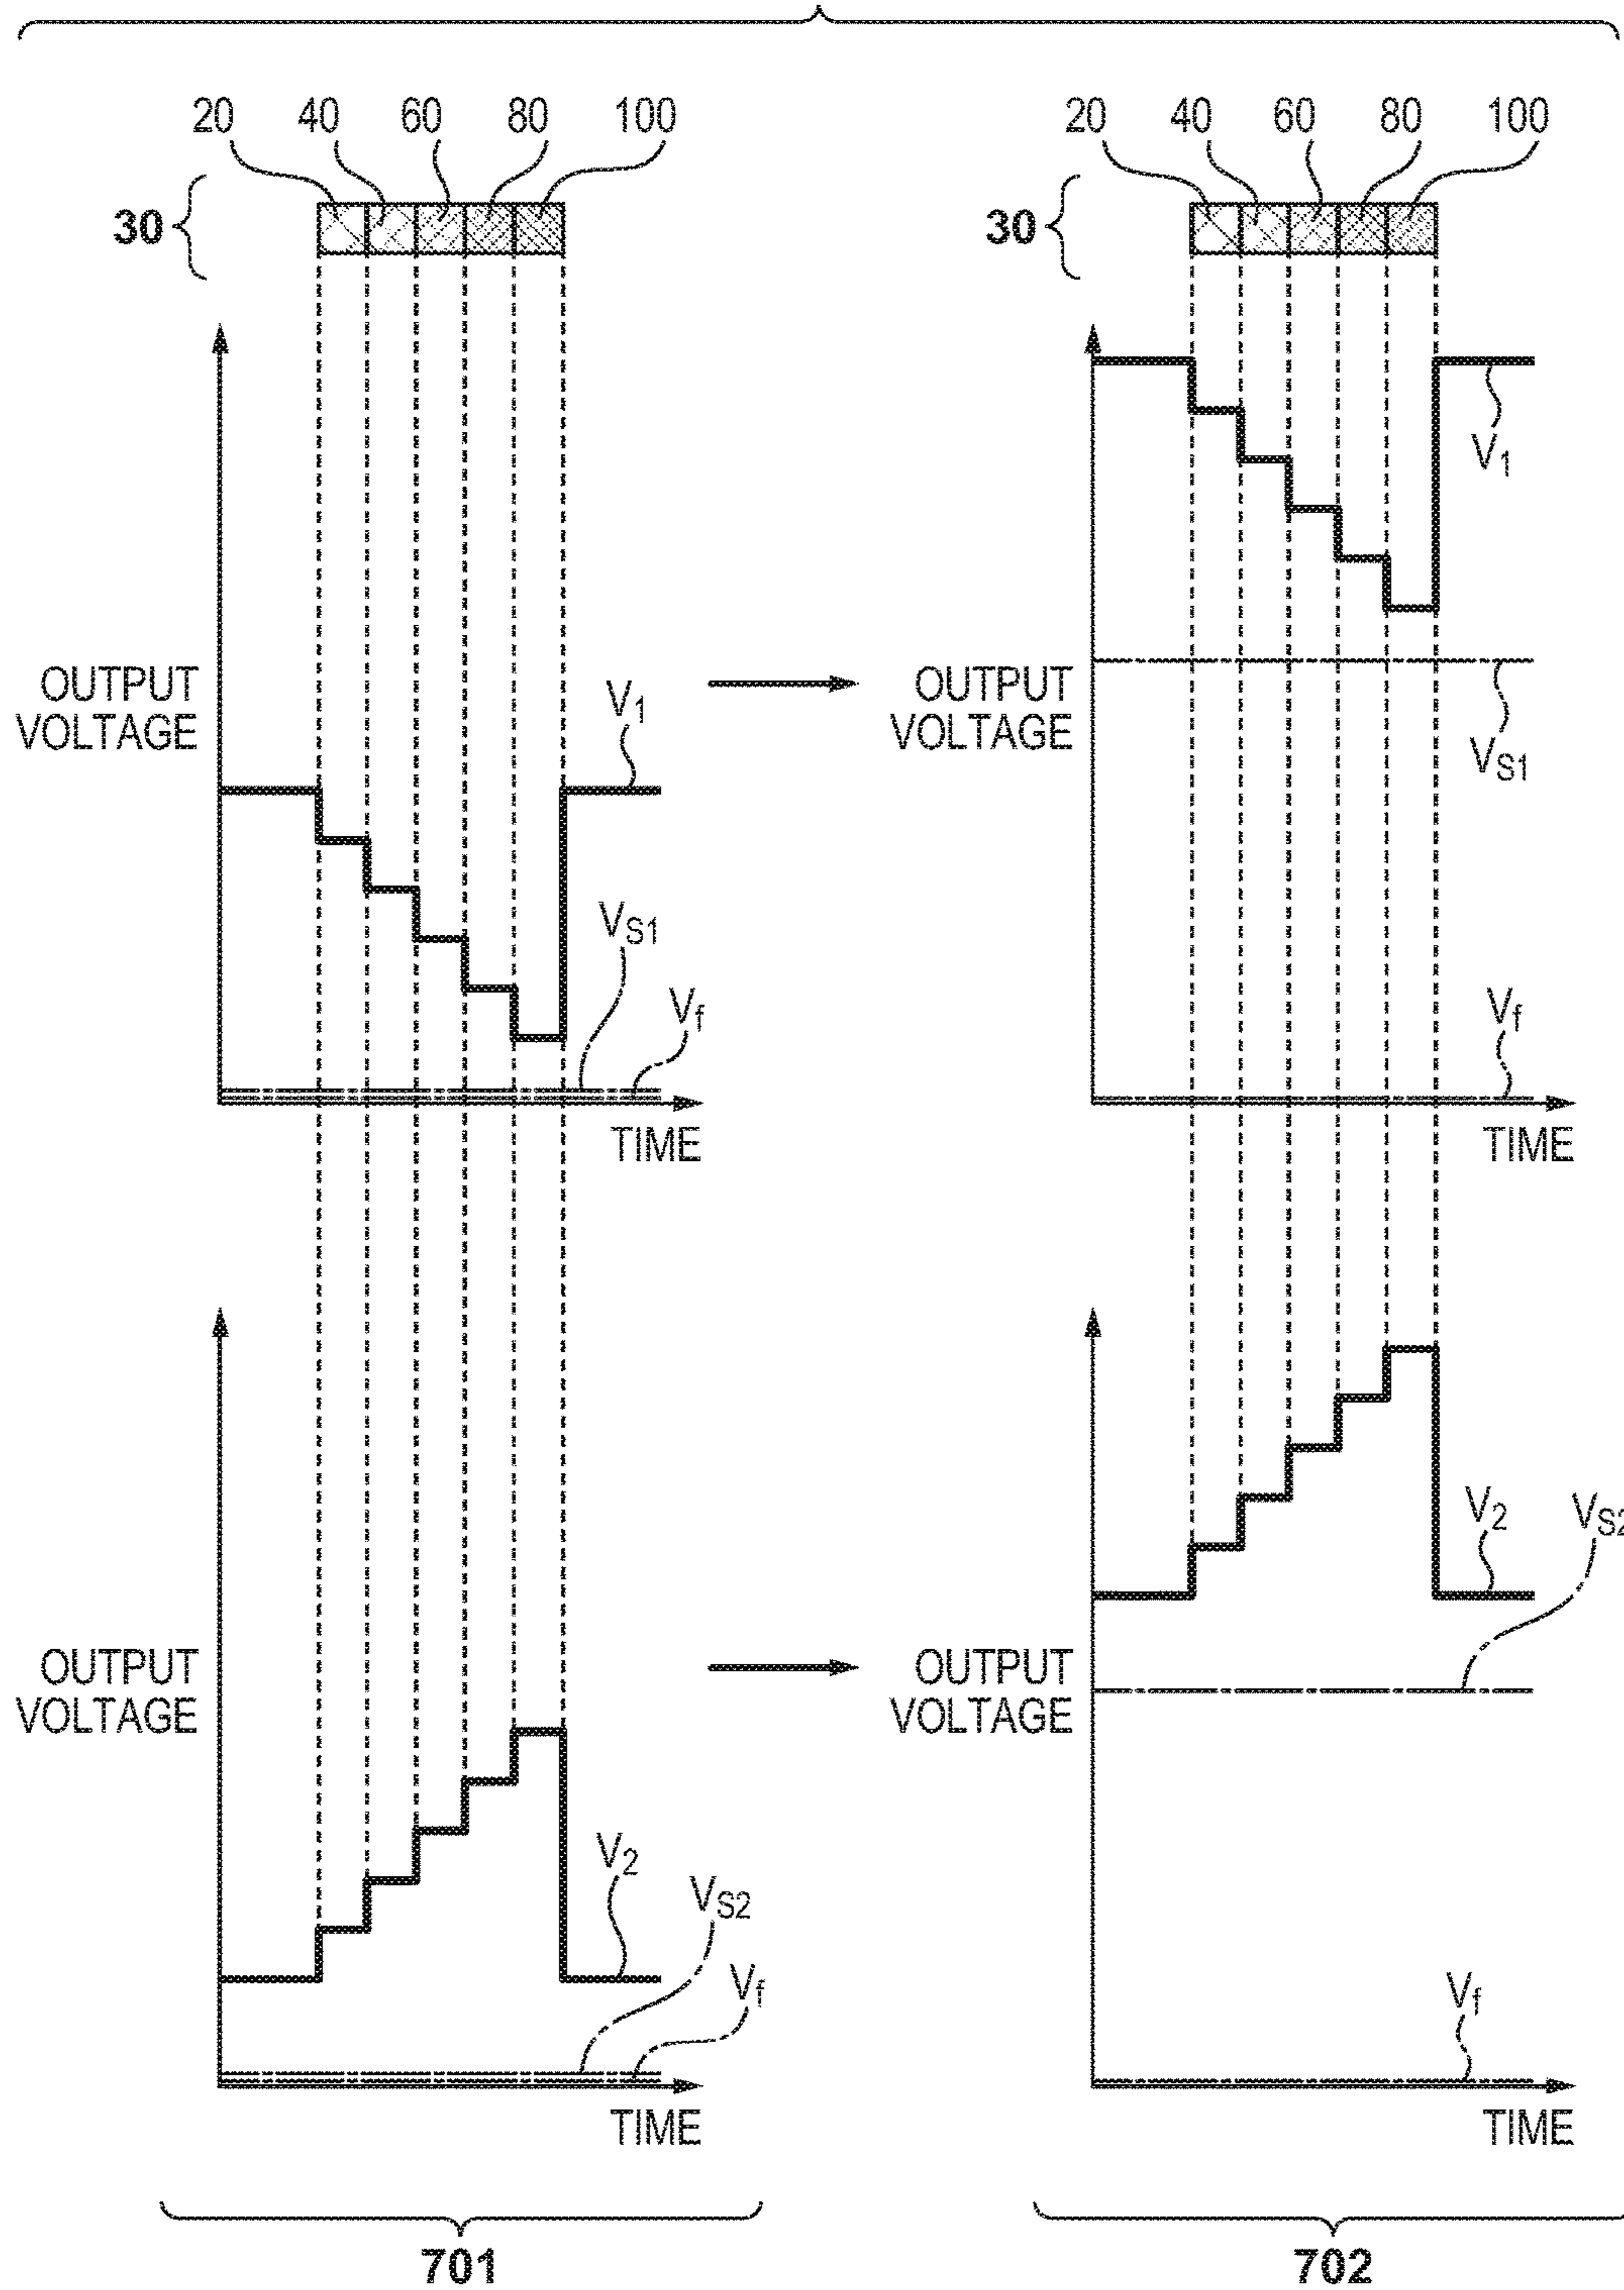 20 40 60 80 100
30
OUTPUT
VOLTAGE
V1
VS1
Vf
TIME
OUTPUT
VOLTAGE
V2
VS2
Vf
TIME
701
20 40 60 80 100
30
V1
OUTPUT
VOLTAGE
VS1
Vf
TIME
V2
VS2
OUTPUT
VOLTAGE
Vf
TIME
702